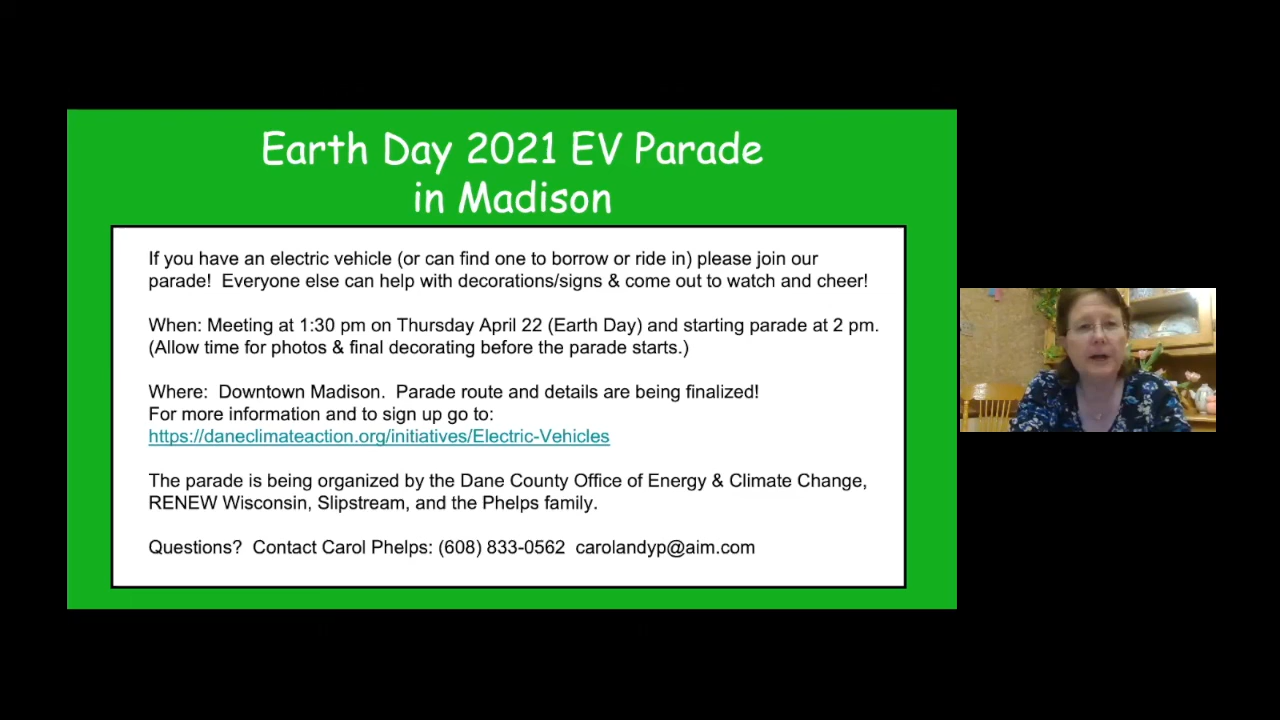 Earth Day 2021 EV Parade
in Madison
If you have an electric vehicle (or can find one to borrow or ride in) please join our
parade!  Everyone else can help with decorations/signs & come out to watch and cheer!
When: Meeting at 1:30 pm on Thursday April 22 (Earth Day) and starting parade at 2 pm.
(Allow time for photos & final decorating before the parade starts.)
Where:  Downtown Madison.  Parade route and details are being finalized!
For more information and to sign up go to:
https://daneclimateaction.org/initiatives/Electric-Vehicles
The parade is being organized by the Dane County Office of Energy & Climate Change,
RENEW Wisconsin, Slipstream, and the Phelps family.
Questions?  Contact Carol Phelps: (608) 833-0562  carolandyp@aim.com